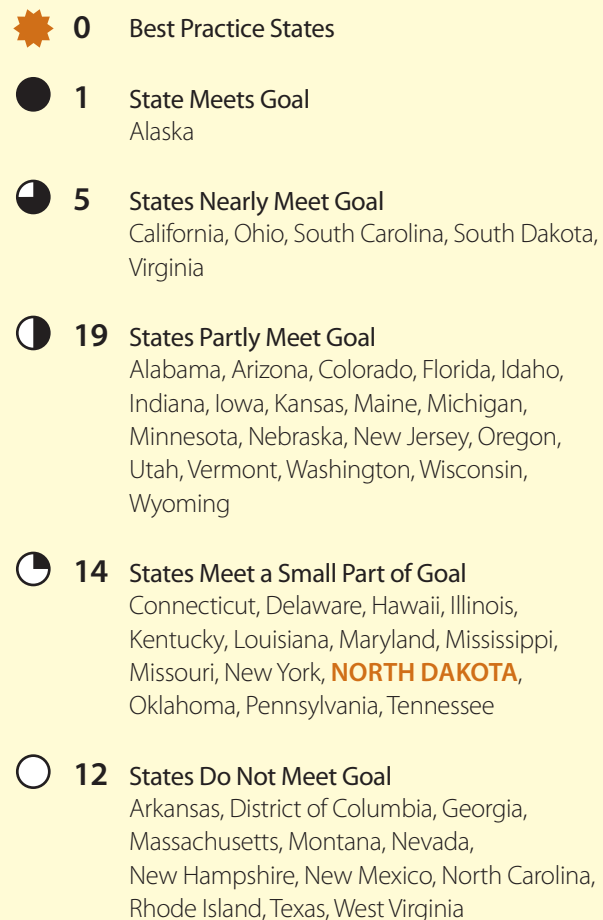 0 Best Practice States
1 State Meets Goal
Alaska
5 States Nearly Meet Goal
California, Ohio, South Carolina, South Dakota,
Virginia
19 States Partly Meet Goal
Alabama, Arizona, Colorado, Florida, Idaho,
Indiana, Iowa, Kansas, Maine, Michigan,
Minnesota, Nebraska, New Jersey, Oregon,
Utah, Vermont, Washington, Wisconsin,
Wyoming
14 States Meet a Small Part of Goal
Connecticut, Delaware, Hawaii, Illinois,
Kentucky, Louisiana, Maryland, Mississippi,
Missouri, New York, NORTH DAKOTA,
Oklahoma, Pennsylvania, Tennessee
12 States Do Not Meet Goal
Arkansas, District of Columbia, Georgia,
Massachusetts, Montana, Nevada,
New Hampshire, New Mexico, North Carolina,
Rhode Island, Texas, West Virginia